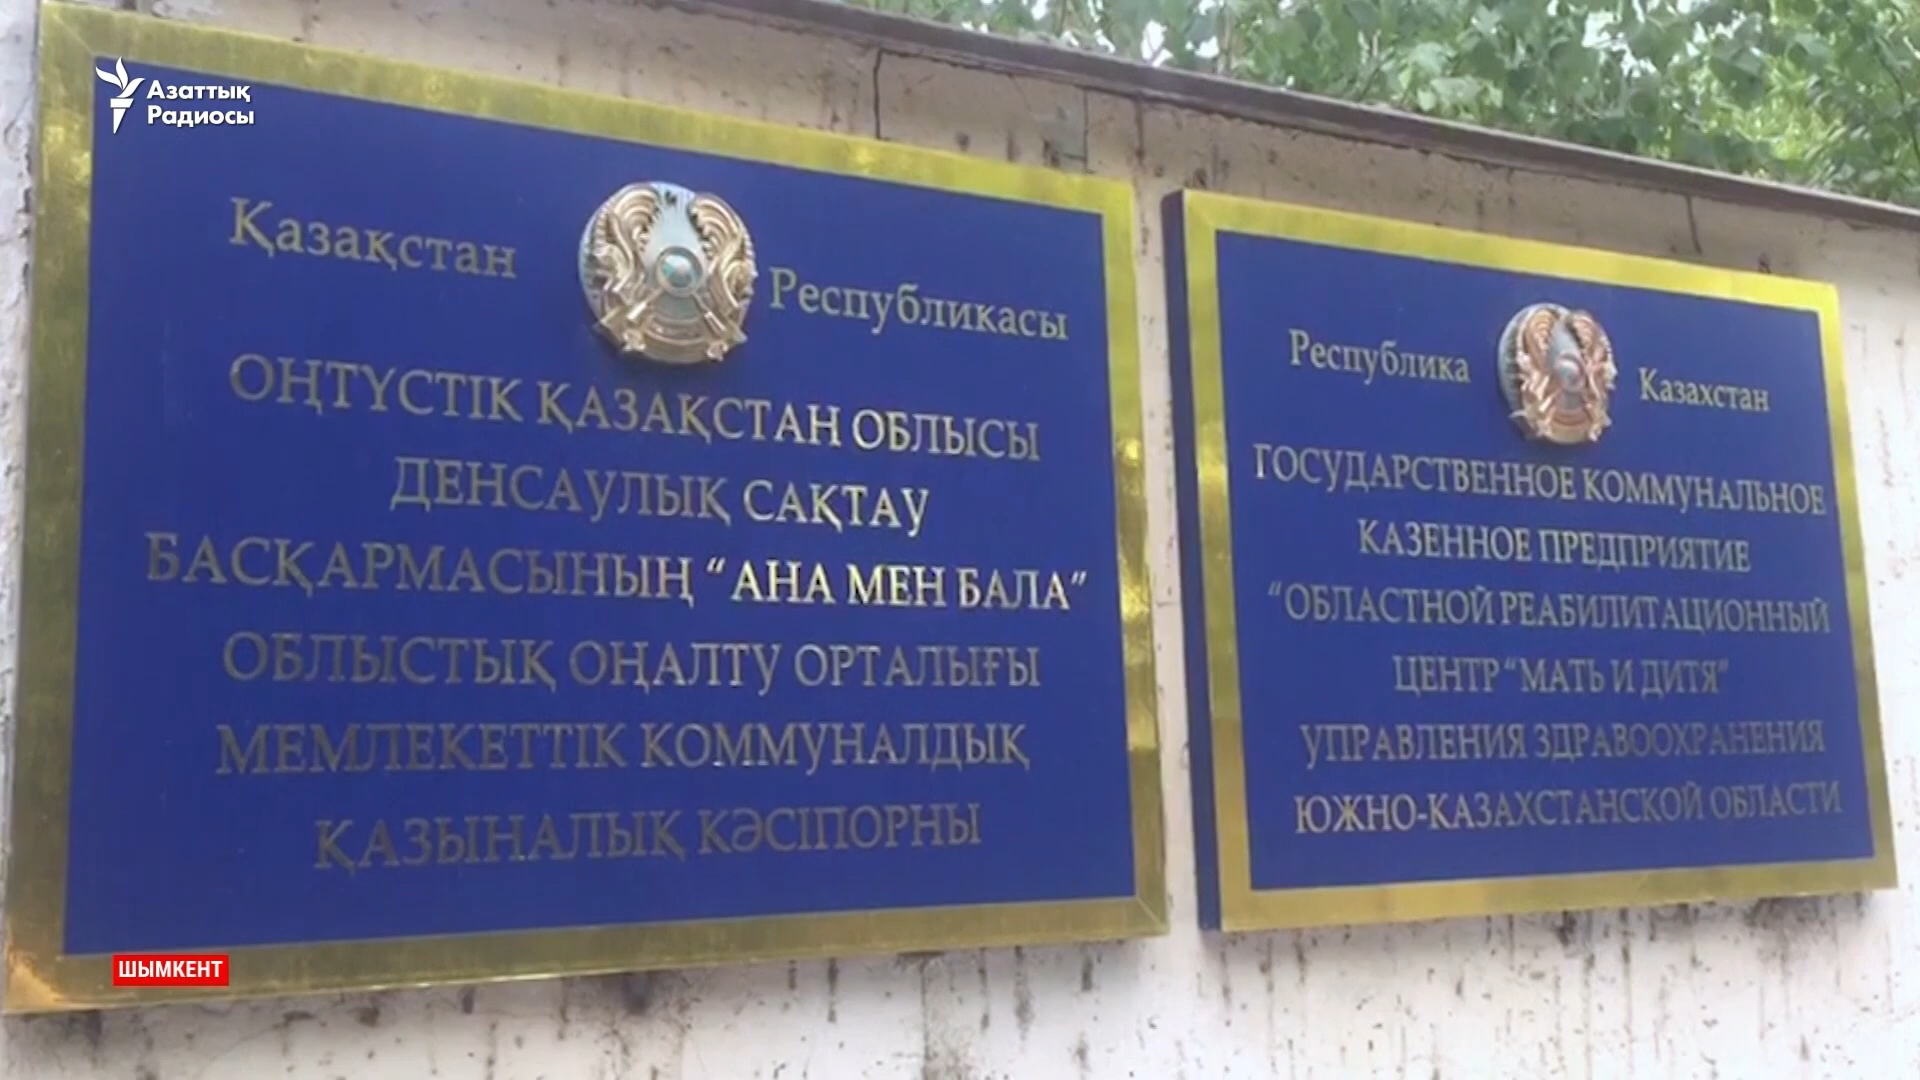 Азаттық
Радиосы
Қазақстан Республикасы
ОҢТҮСТІК ҚАЗАҚСТАН ОБЛЫСЫ
ДЕНСАУЛЫҚ САҚТАУ
БАСҚАРМАСЫНЫҢ “АНА МЕН БАЛА”
ОБЛЫСТЫҚ ОҢАЛТУ ОРТАЛЫҒЫ
МЕМЛЕКЕТТІК КОММУНАЛДЫҚ
ҚАЗЫНАЛЫҚ КӘСІПОРНЫ
Республика Казахстан
ГОСУДАРСТВЕННОЕ КОММУНАЛЬНОЕ
КАЗЕННОЕ ПРЕДПРИЯТИЕ
“ОБЛАСТНОЙ РЕАБИЛИТАЦИОННЫЙ
ЦЕНТР “МАТЬ И ДИТЯ”
УПРАВЛЕНИЯ ЗДРАВООХРАНЕНИЯ
ЮЖНО-КАЗАХСТАНСКОЙ ОБЛАСТИ
ШЫМКЕНТ